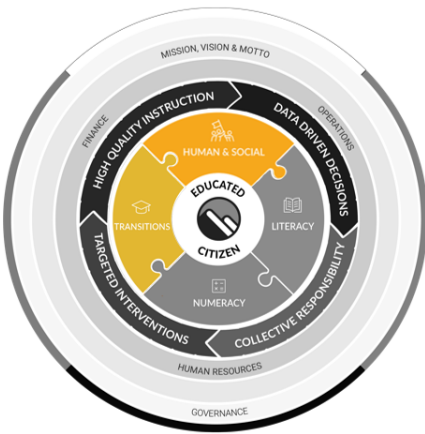 MISSION, VISION & MOTTO
FINANCE
OPERATIONS
HIGH QUALITY INSTRUCTION
DATA DRIVEN DECISIONS
HUMAN & SOCIAL
EDUCATED
TRANSITIONS
LITERACY
CITIZEN
NUMERACY
TARGETED INTERVENTIONS
COLLECTIVE RESPONSIBILITY
HUMAN RESOURCES
GOVERNANCE